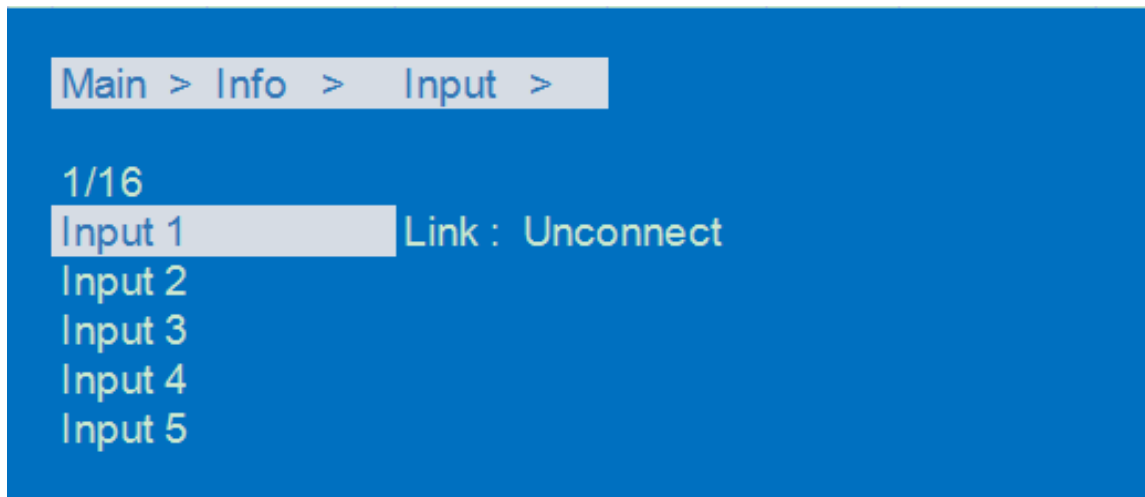 Main > Info > Input >
1/16
Input 1 Link : Unconnect
Input 2
Input 3
Input 4
Input 5